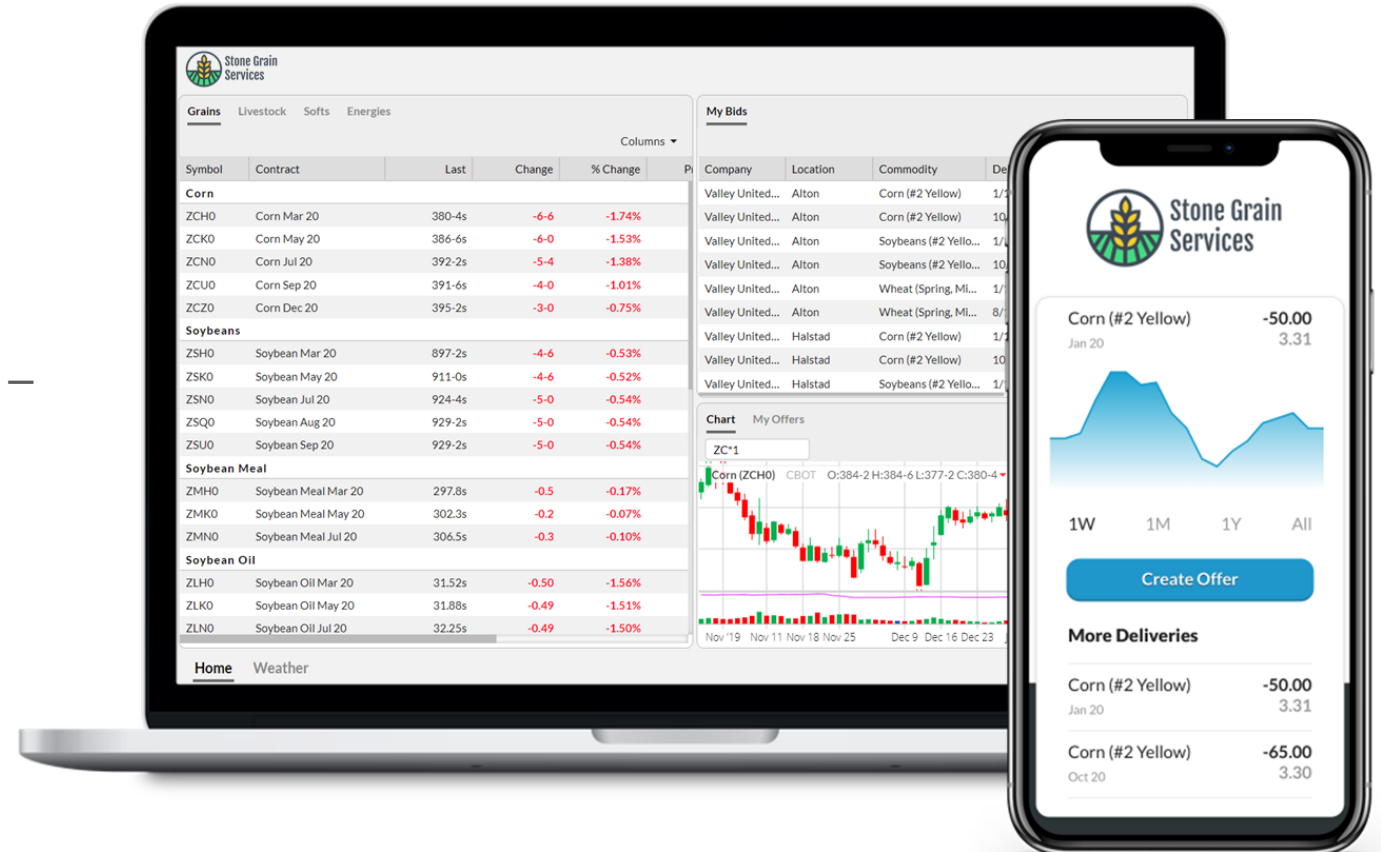 Stone Grain
Services
Grains Livestock Softs Energies
Columns
Symbol Contract Last Change % Change
Corn
ZCH0 Corn Mar 20 380-4s -6-6 -1.74%
ZCK0 Corn May 20 386-6s -6-0 -1.53%
ZCN0 Corn Jul 20 392-2s -5-4 -1.38%
ZCU0 Corn Sep 20 391-6s -4-0 -1.01%
ZCZ0 Corn Dec 20 395-2s -3-0 -0.75%
Soybeans
ZSH0 Soybean Mar 20 897-2s -4-6 -0.53%
ZSK0 Soybean May 20 911-0s -4-6 -0.52%
ZSN0 Soybean Jul 20 924-4s -5-0 -0.54%
ZSQ0 Soybean Aug 20 929-2s -5-0 -0.54%
ZSU0 Soybean Sep 20 929-2s -5-0 -0.54%
Soybean Meal
ZMH0 Soybean Meal Mar 20 297.8s -0.5 -0.17%
ZMK0 Soybean Meal May 20 302.3s -0.2 -0.07%
ZMN0 Soybean Meal Jul 20 306.5s -0.3 -0.10%
Soybean Oil
ZLH0 Soybean Oil Mar 20 31.52s -0.50 -1.56%
ZLK0 Soybean Oil May 20 31.88s -0.49 -1.51%
ZLN0 Soybean Oil Jul 20 32.25s -0.49 -1.50%
Home Weather
My Bids
Company Location Commodity
Valley United... Alton Corn (#2 Yellow)
Valley United... Alton Corn (#2 Yellow)
Valley United... Alton Soybeans (#2 Yello...
Valley United... Alton Soybeans (#2 Yello...
Valley United... Alton Wheat (Spring, Mi...
Valley United... Alton Wheat (Spring, Mi...
Valley United... Halstad Corn (#2 Yellow)
Valley United... Halstad Corn (#2 Yellow)
Valley United... Halstad Soybeans (#2 Yello...
Chart My Offers
ZC*1
Corn (ZCH0) CBOT O:384-2 H:384-6 L:377-2 C:380-4
Nov '19 Nov 11 Nov 18 Nov 25 Dec 9 Dec 16 Dec 23
Stone Grain
Services
Corn (#2 Yellow) -50.00
Jan 20 3.31
1W 1M 1Y All
Create Offer
More Deliveries
Corn (#2 Yellow) -50.00
Jan 20 3.31
Corn (#2 Yellow) -65.00
Oct 20 3.30